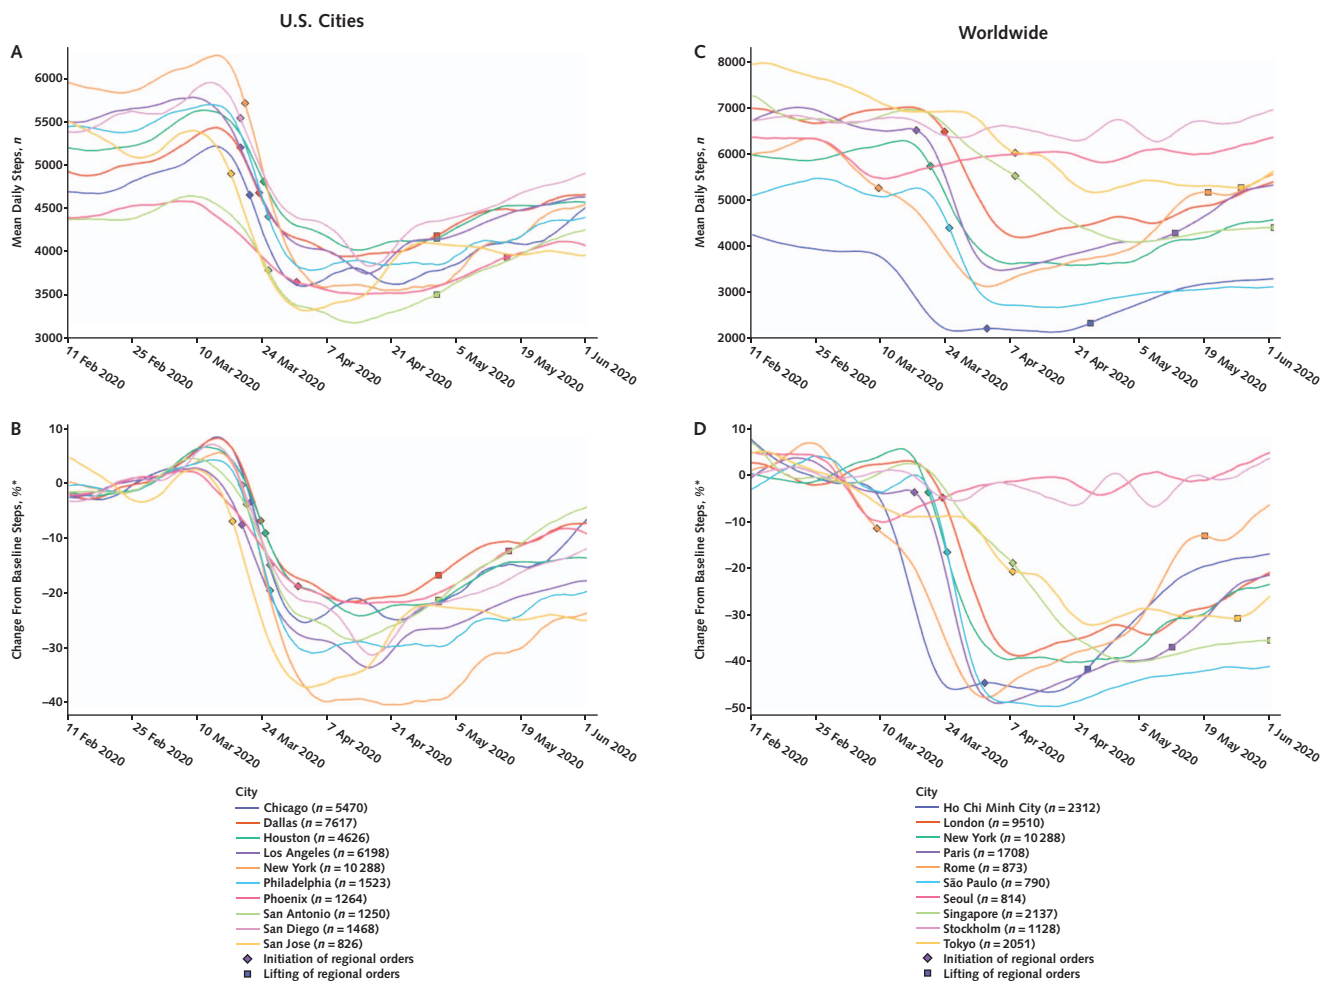 U.S. Cities
A
Mean Daily Steps, n
6000
5500
5000
4500
4000
3500
3000
11 Feb 2020
25 Feb 2020
10 Mar 2020
24 Mar 2020
7 Apr 2020
21 Apr 2020
5 May 2020
19 May 2020
1 Jun 2020
B
Change From Baseline Steps, %*
10
0
–10
–20
–30
–40
11 Feb 2020
25 Feb 2020
10 Mar 2020
24 Mar 2020
7 Apr 2020
21 Apr 2020
5 May 2020
19 May 2020
1 Jun 2020
City
Chicago (n = 5470)
Dallas (n = 7617)
Houston (n = 4626)
Los Angeles (n = 6198)
New York (n = 10 288)
Philadelphia (n = 1523)
Phoenix (n = 1264)
San Antonio (n = 1250)
San Diego (n = 1468)
San Jose (n = 826)
Initiation of regional orders
Lifting of regional orders
Worldwide
C
Mean Daily Steps, n
8000
7000
6000
5000
4000
3000
2000
11 Feb 2020
25 Feb 2020
10 Mar 2020
24 Mar 2020
7 Apr 2020
21 Apr 2020
5 May 2020
19 May 2020
1 Jun 2020
D
Change From Baseline Steps, %*
10
0
–10
–20
–30
–40
–50
11 Feb 2020
25 Feb 2020
10 Mar 2020
24 Mar 2020
7 Apr 2020
21 Apr 2020
5 May 2020
19 May 2020
1 Jun 2020
City
Ho Chi Minh City (n = 2312)
London (n = 9510)
New York (n = 10 288)
Paris (n = 1708)
Rome (n = 873)
São Paulo (n = 790)
Seoul (n = 814)
Singapore (n = 2137)
Stockholm (n = 1128)
Tokyo (n = 2051)
Initiation of regional orders
Lifting of regional orders